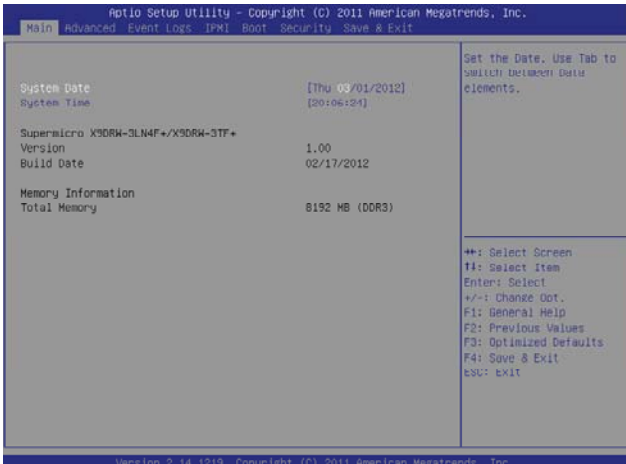 Aptio Setup Utility - Copyright (C) 2011 American Megatrends, Inc.
Main Advanced Event Logs IPMI Boot Security Save & Exit
Set the Date. Use Tab to
switch between Data
elements.
System Date [Thu 03/01/2012]
System Time [20:06:24]
Supermicro X9DRW-3LN4F+/X9DRW-3TF+
Version 1.00
Build Date 02/17/2012
Memory Information
Total Memory 8192 MB (DDR3)
→←: Select Screen
↑↓: Select Item
Enter: Select
+/-: Change Opt.
F1: General Help
F2: Previous Values
F3: Optimized Defaults
F4: Save & Exit
ESC: Exit
Version 2.14.1219. Copyright (C) 2011 American Megatrends, Inc.